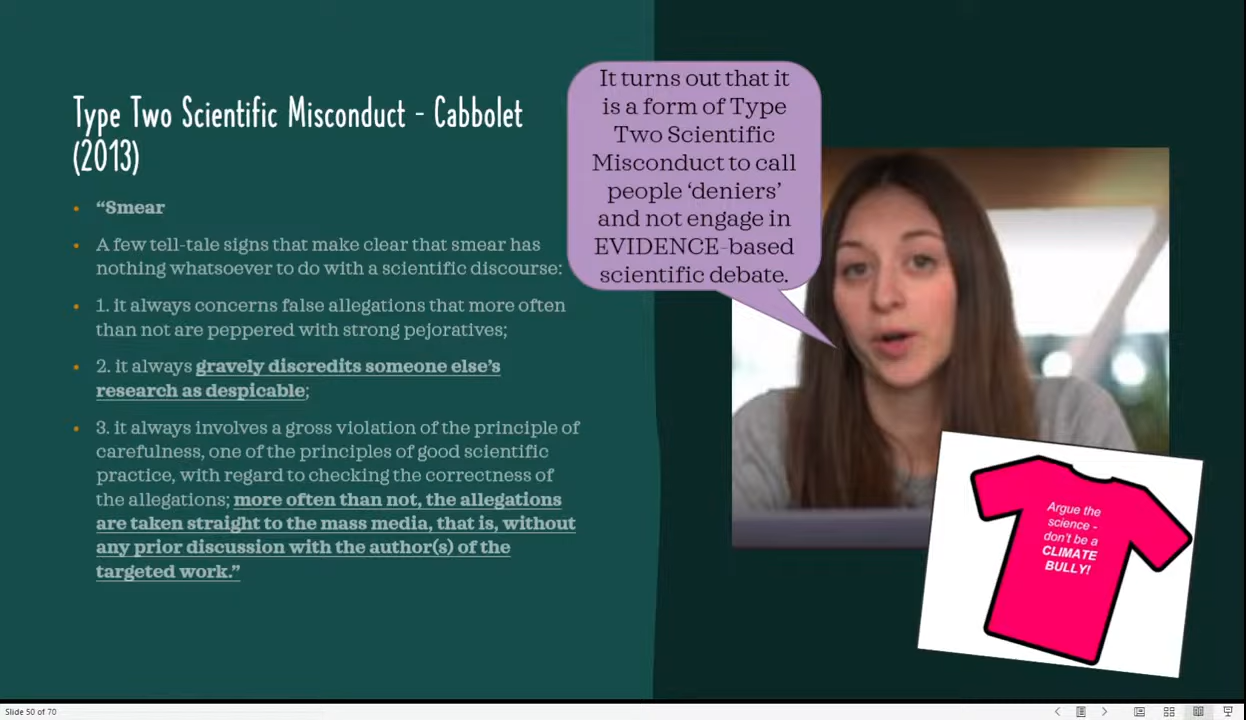 Type Two Scientific Misconduct - Cabbolet
(2013)
• “Smear
• A few tell-tale signs that make clear that smear has
nothing whatsoever to do with a scientific discourse:
• 1. it always concerns false allegations that more often
than not are peppered with strong pejoratives;
• 2. it always gravely discredits someone else’s
research as despicable;
• 3. it always involves a gross violation of the principle of
carefulness, one of the principles of good scientific
practice, with regard to checking the correctness of
the allegations; more often than not, the allegations
are taken straight to the mass media, that is, without
any prior discussion with the author(s) of the
targeted work.”
It turns out that it
is a form of Type
Two Scientific
Misconduct to call
people ‘deniers’
and not engage in
EVIDENCE-based
scientific debate.
Argue the
science -
don’t be a
CLIMATE
BULLY!
Slide 50 of 70